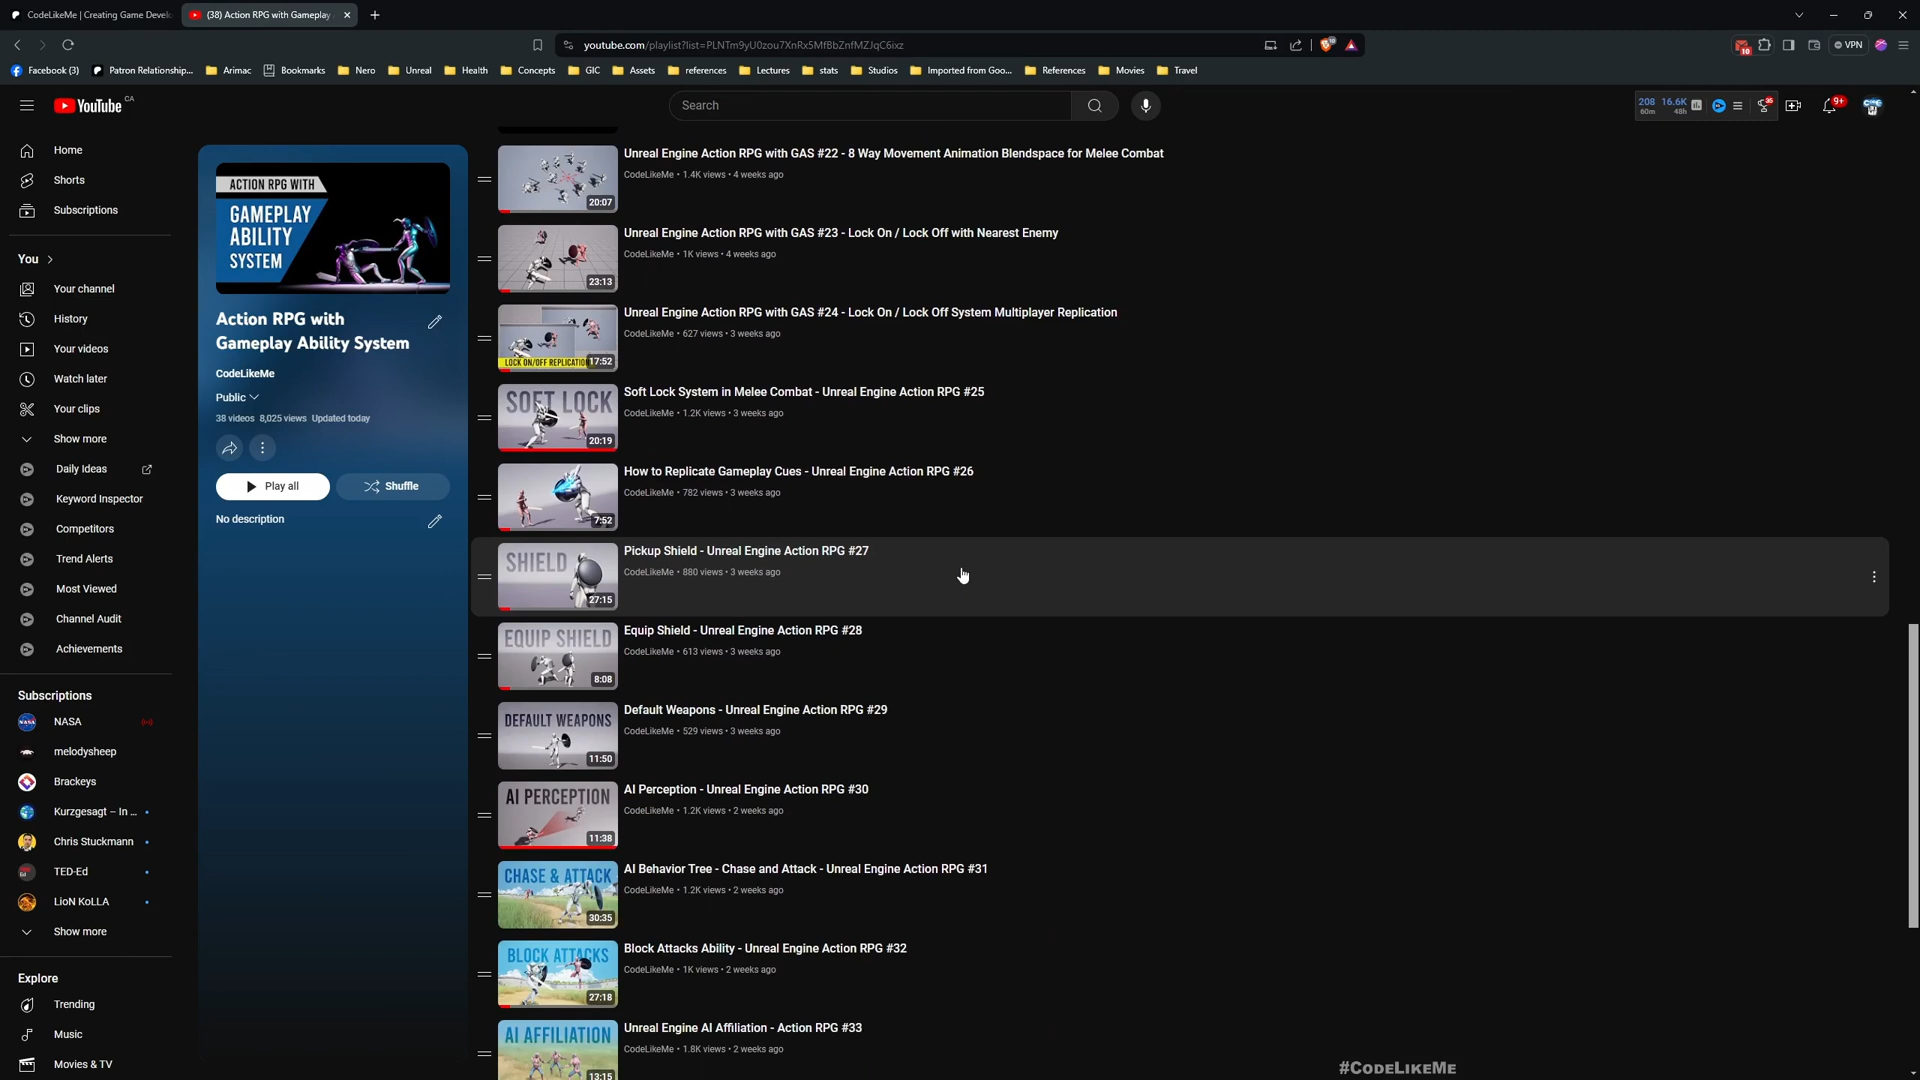 CodeLikeMe | Creating Game Devel
(38) Action RPG with Gameplay
youtube.com/playlist?list=PLNTm9yU0zou7XnRx5MfBbZnfMZJqC6ixz
10
10
VPN
Facebook (3)
Patron Relationship...
Arimac
Bookmarks
Nero
Unreal
Health
Concepts
GIC
Assets
references
Lectures
stats
Studios
Imported from Goo...
References
Movies
Travel
YouTube CA
Search
208 16.6K
60m 48h
9+
Home
Shorts
Subscriptions
You
Your channel
History
Your videos
Watch later
Your clips
Show more
Daily Ideas
Keyword Inspector
Competitors
Trend Alerts
Most Viewed
Channel Audit
Achievements
Subscriptions
NASA
melodysheep
Brackeys
Kurzgesagt – In ...
Chris Stuckmann
TED-Ed
LioN KoLLA
Show more
Explore
Trending
Music
Movies & TV
ACTION RPG WITH
GAMEPLAY
ABILITY
SYSTEM
Action RPG with
Gameplay Ability System
CodeLikeMe
Public
38 videos 8,025 views Updated today
Play all
Shuffle
No description
20:07
Unreal Engine Action RPG with GAS #22 - 8 Way Movement Animation Blendspace for Melee Combat
CodeLikeMe • 1.4K views • 4 weeks ago
23:13
Unreal Engine Action RPG with GAS #23 - Lock On / Lock Off with Nearest Enemy
CodeLikeMe • 1K views • 4 weeks ago
LOCK ON/OFF REPLICATIO
17:52
Unreal Engine Action RPG with GAS #24 - Lock On / Lock Off System Multiplayer Replication
CodeLikeMe • 627 views • 3 weeks ago
SOFT LOCK
20:19
Soft Lock System in Melee Combat - Unreal Engine Action RPG #25
CodeLikeMe • 1.2K views • 3 weeks ago
7:52
How to Replicate Gameplay Cues - Unreal Engine Action RPG #26
CodeLikeMe • 782 views • 3 weeks ago
SHIELD
27:15
Pickup Shield - Unreal Engine Action RPG #27
CodeLikeMe • 880 views • 3 weeks ago
EQUIP SHIELD
8:08
Equip Shield - Unreal Engine Action RPG #28
CodeLikeMe • 613 views • 3 weeks ago
DEFAULT WEAPONS
11:50
Default Weapons - Unreal Engine Action RPG #29
CodeLikeMe • 529 views • 3 weeks ago
AI PERCEPTION
11:38
AI Perception - Unreal Engine Action RPG #30
CodeLikeMe • 1.2K views • 2 weeks ago
CHASE & ATTACK
30:35
AI Behavior Tree - Chase and Attack - Unreal Engine Action RPG #31
CodeLikeMe • 1.2K views • 2 weeks ago
BLOCK ATTACKS
27:18
Block Attacks Ability - Unreal Engine Action RPG #32
CodeLikeMe • 1K views • 2 weeks ago
AI AFFILIATION
13:15
Unreal Engine AI Affiliation - Action RPG #33
CodeLikeMe • 1.8K views • 2 weeks ago
#CodeLikeMe